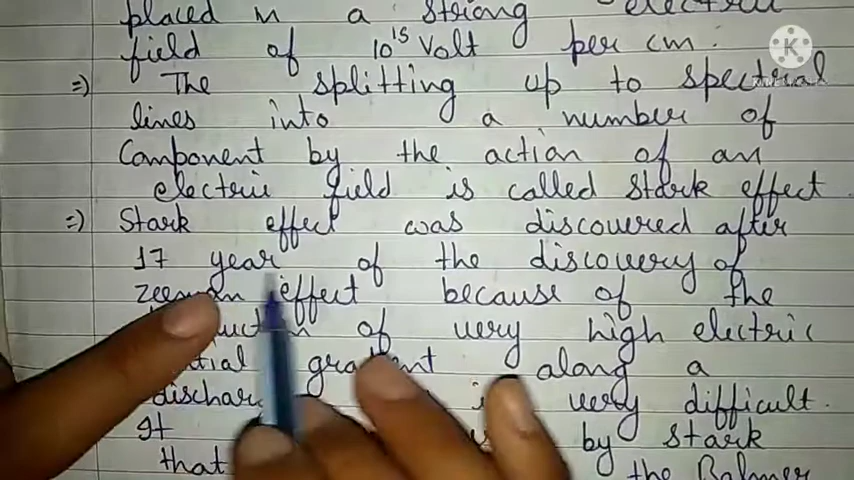 placed in a strong electric
field of 10¹⁵ Volt per cm.
K
⇒) The splitting up to spectral
lines into a number of
Component by the action of an
electric field is called Stark effect.
⇒) Stark effect was discovered after
17 year of the discovery of
zeeman effect because of the
of very high electric
gradient along a
very difficult.
It by Stark
that the Balmer